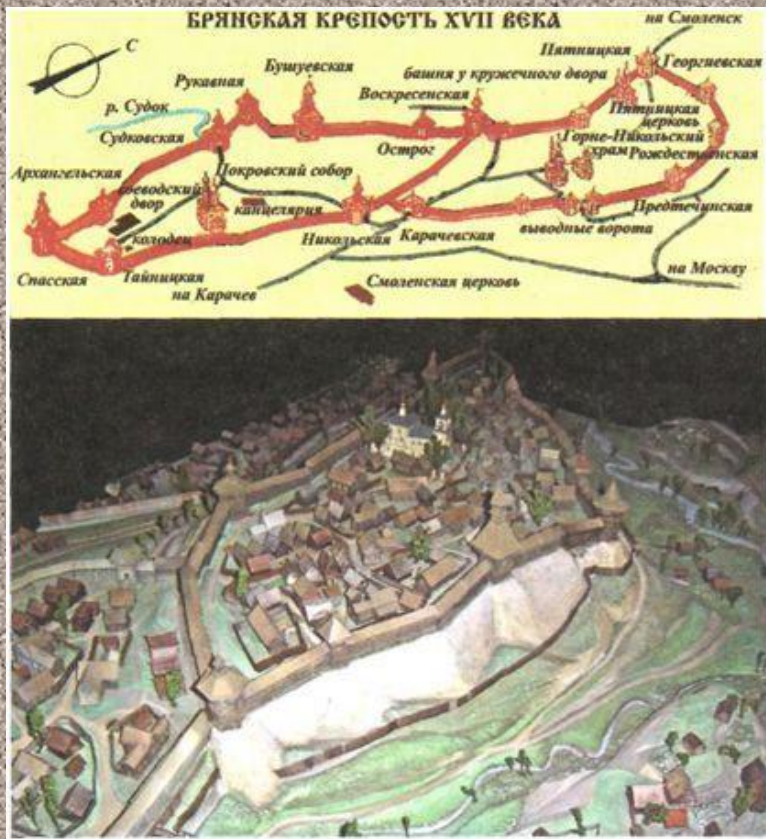 БРЯНСКАЯ КРЕПОСТЬ XVII ВЕКА
на Смоленск
С
Пятницкая
Георгиевская
Бушуевская
башня у кружечного двора
Рукавная
Воскресенская
р. Судок
Пятницкая
церковь
Судковская
Острог
Горне-Никольский
храм
Рождественская
Архангельская
Покровский собор
воеводский
двор
канцелярия
Предтечинская
колодец
Никольская
Карачевская
выводные ворота
Спасская
Тайницкая
на Карачев
Смоленская церковь
на Москву